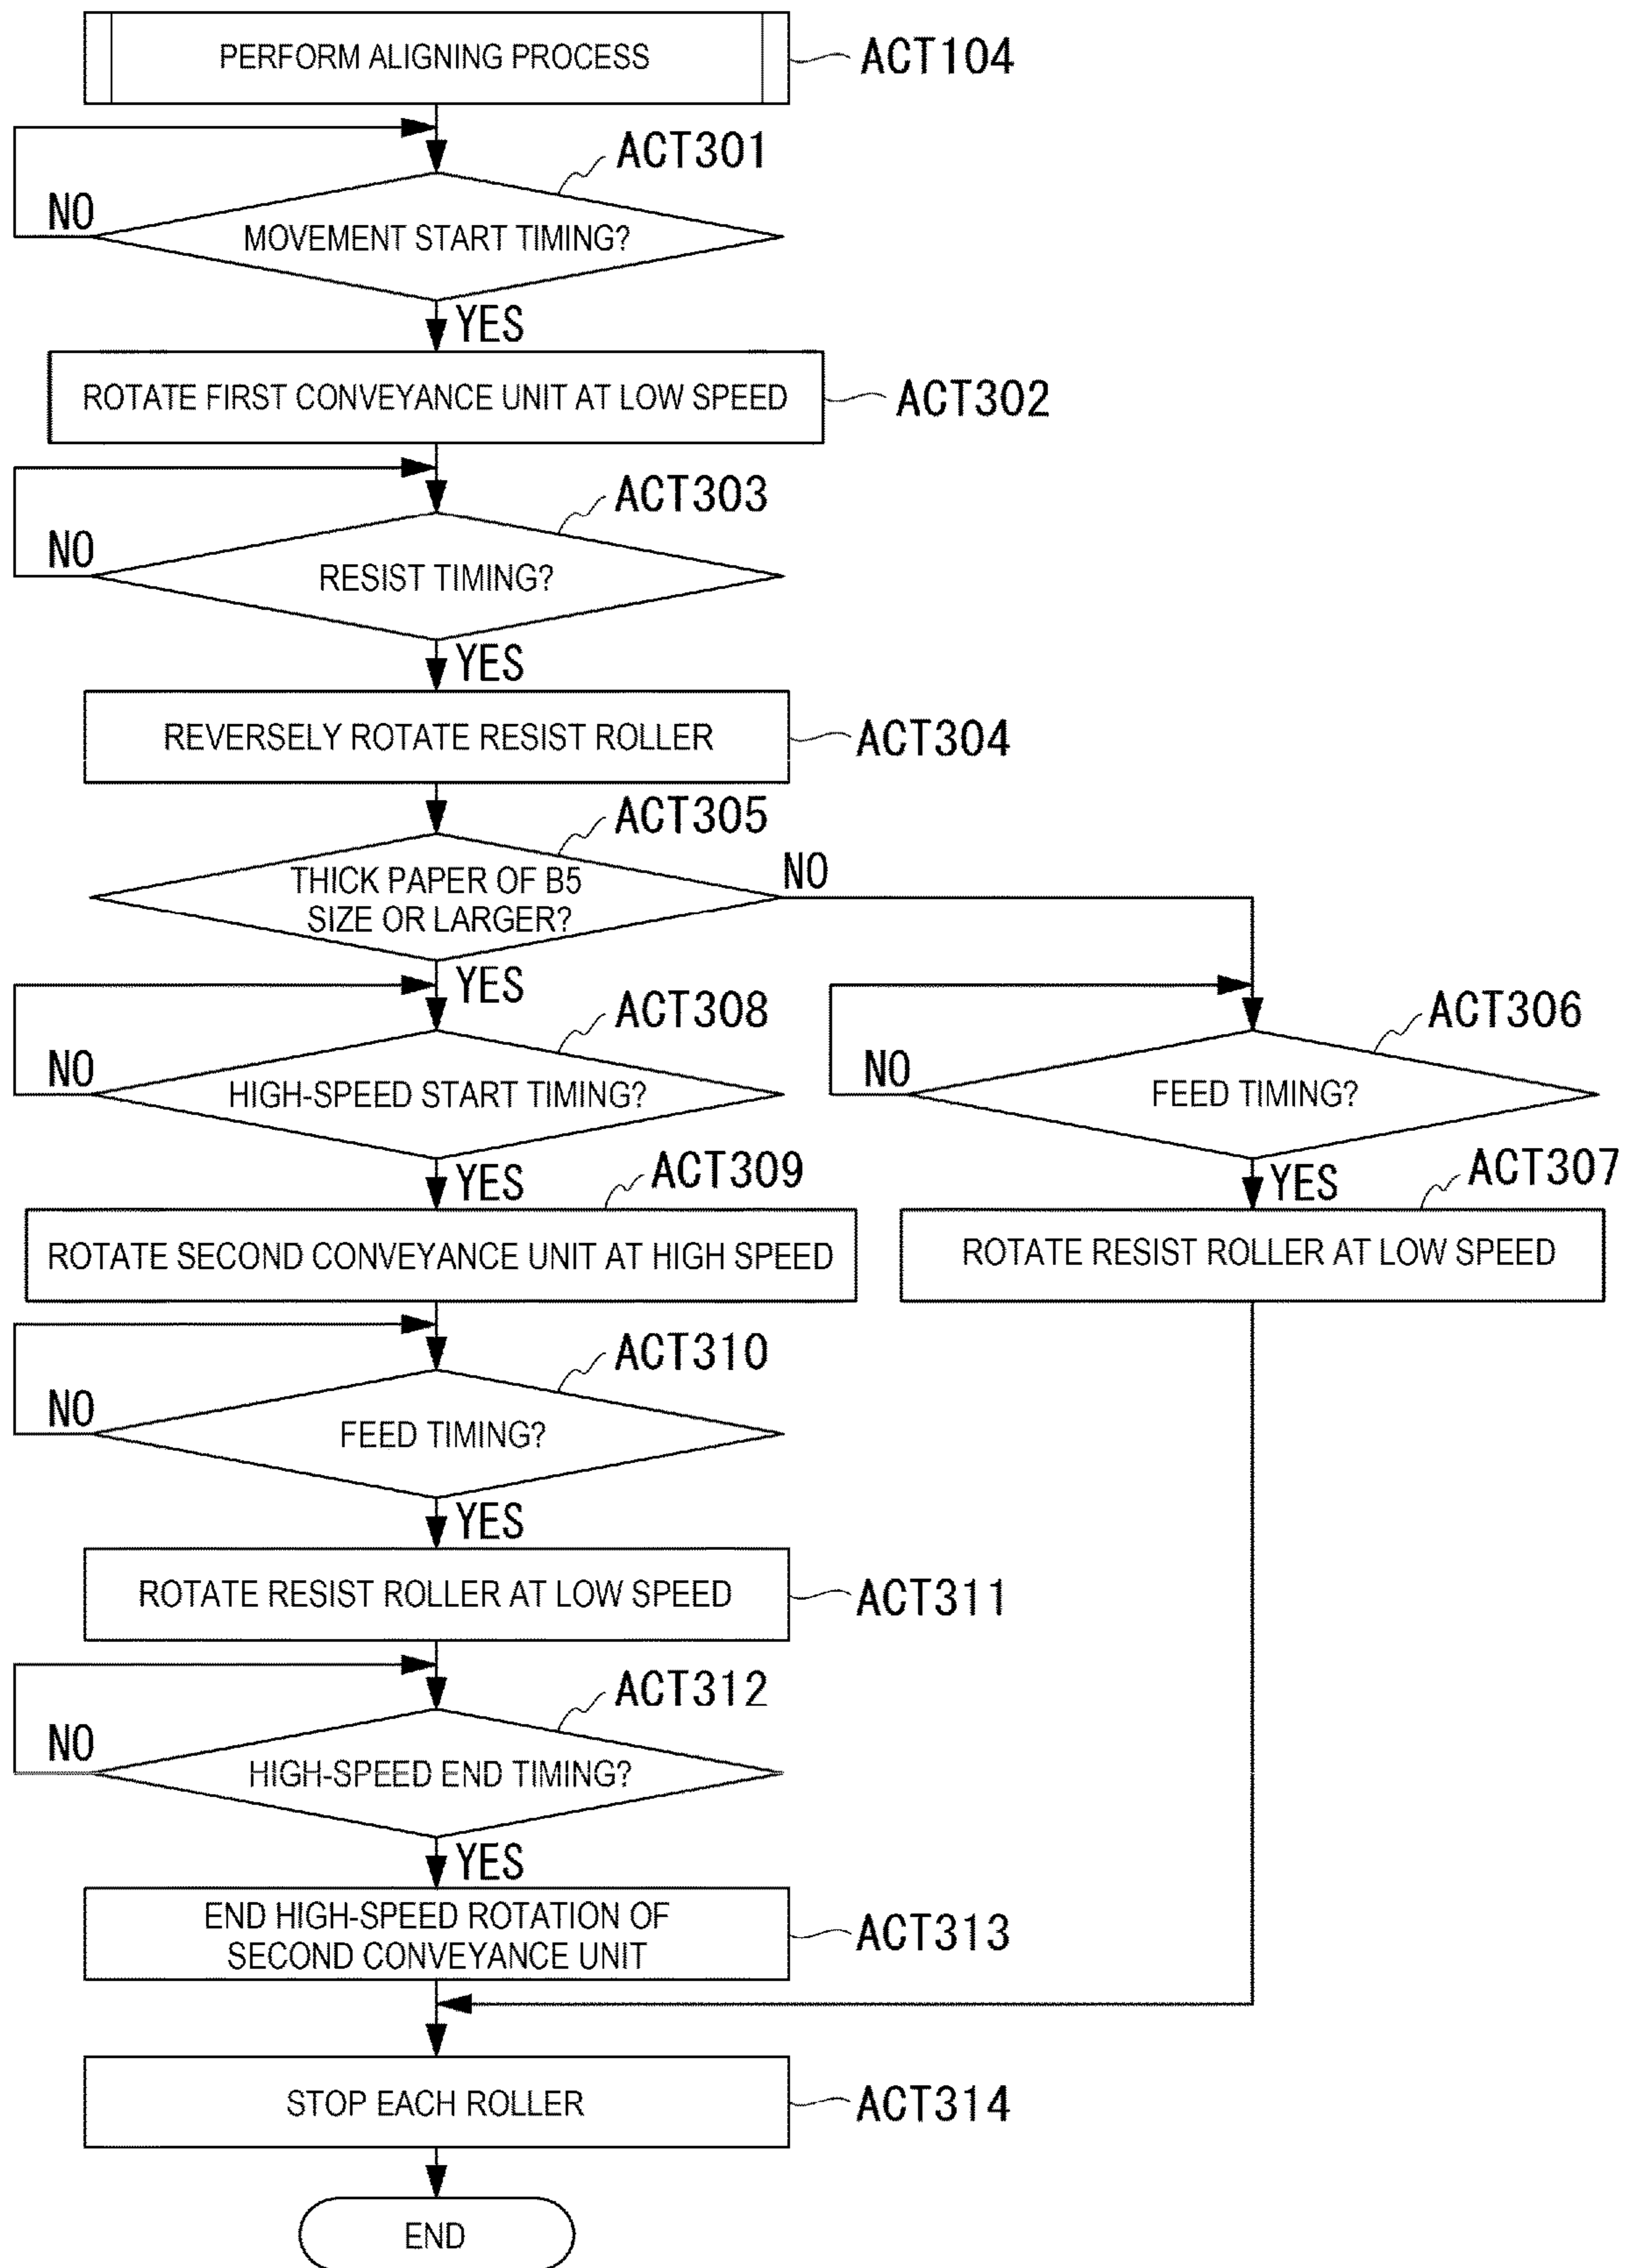 PERFORM ALIGNING PROCESS
ACT104
ACT301
NO
MOVEMENT START TIMING?
YES
ROTATE FIRST CONVEYANCE UNIT AT LOW SPEED
ACT302
ACT303
NO
RESIST TIMING?
YES
REVERSELY ROTATE RESIST ROLLER
ACT304
ACT305
THICK PAPER OF B5
SIZE OR LARGER?
NO
YES
ACT308
NO
HIGH-SPEED START TIMING?
YES
ACT306
NO
FEED TIMING?
YES
ACT309
ROTATE SECOND CONVEYANCE UNIT AT HIGH SPEED
ACT307
ROTATE RESIST ROLLER AT LOW SPEED
ACT310
NO
FEED TIMING?
YES
ROTATE RESIST ROLLER AT LOW SPEED
ACT311
ACT312
NO
HIGH-SPEED END TIMING?
YES
END HIGH-SPEED ROTATION OF
SECOND CONVEYANCE UNIT
ACT313
STOP EACH ROLLER
ACT314
END